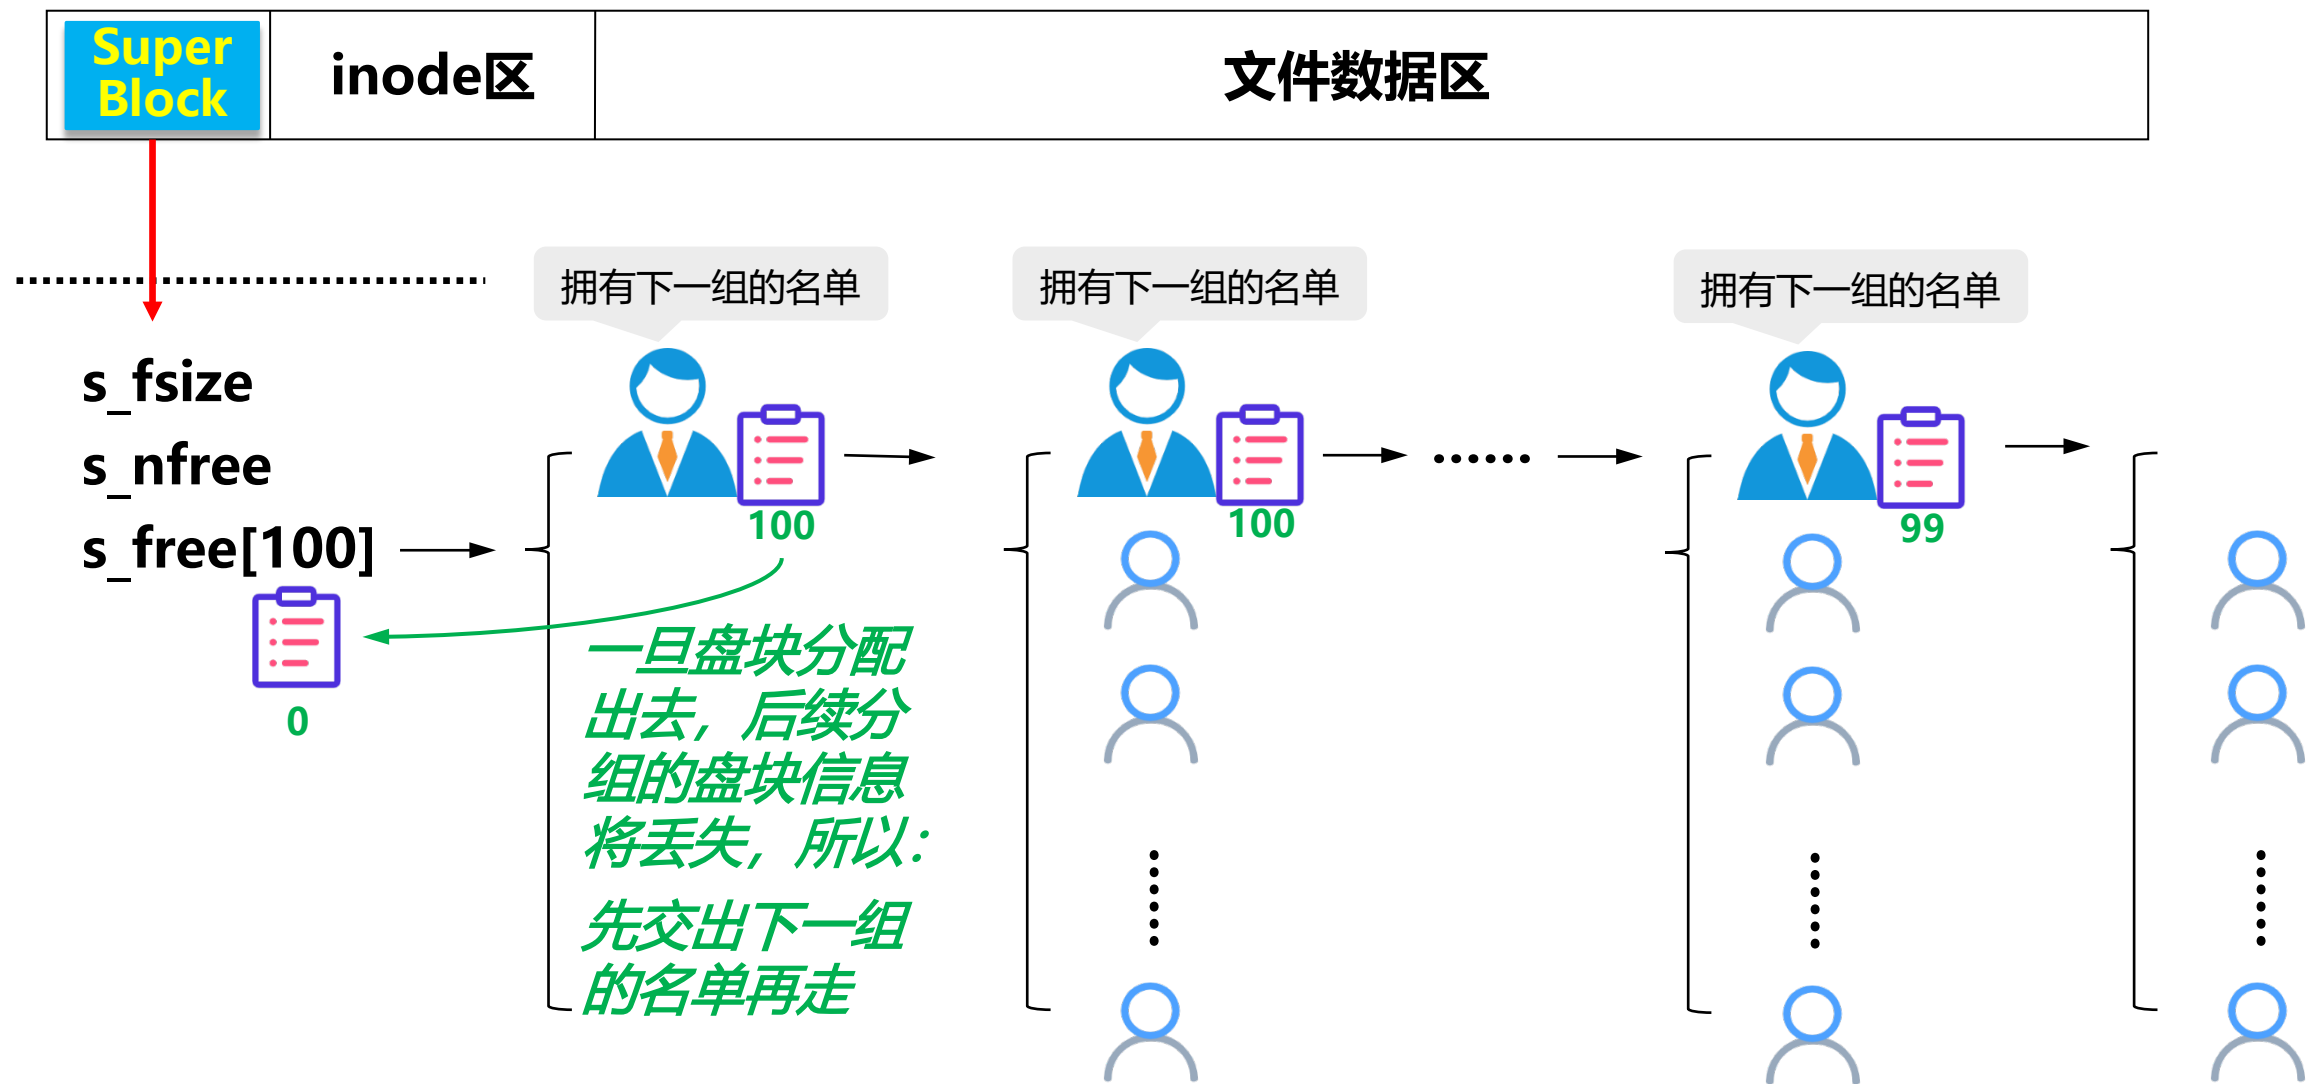 Super
Block
inode区
文件数据区
拥有下一组的名单
拥有下一组的名单
拥有下一组的名单
s_fsize
s_nfree
s_free[100]
100
100
99
0
一旦盘块分配
出去，后续分
组的盘块信息
将丢失，所以：
先交出下一组
的名单再走